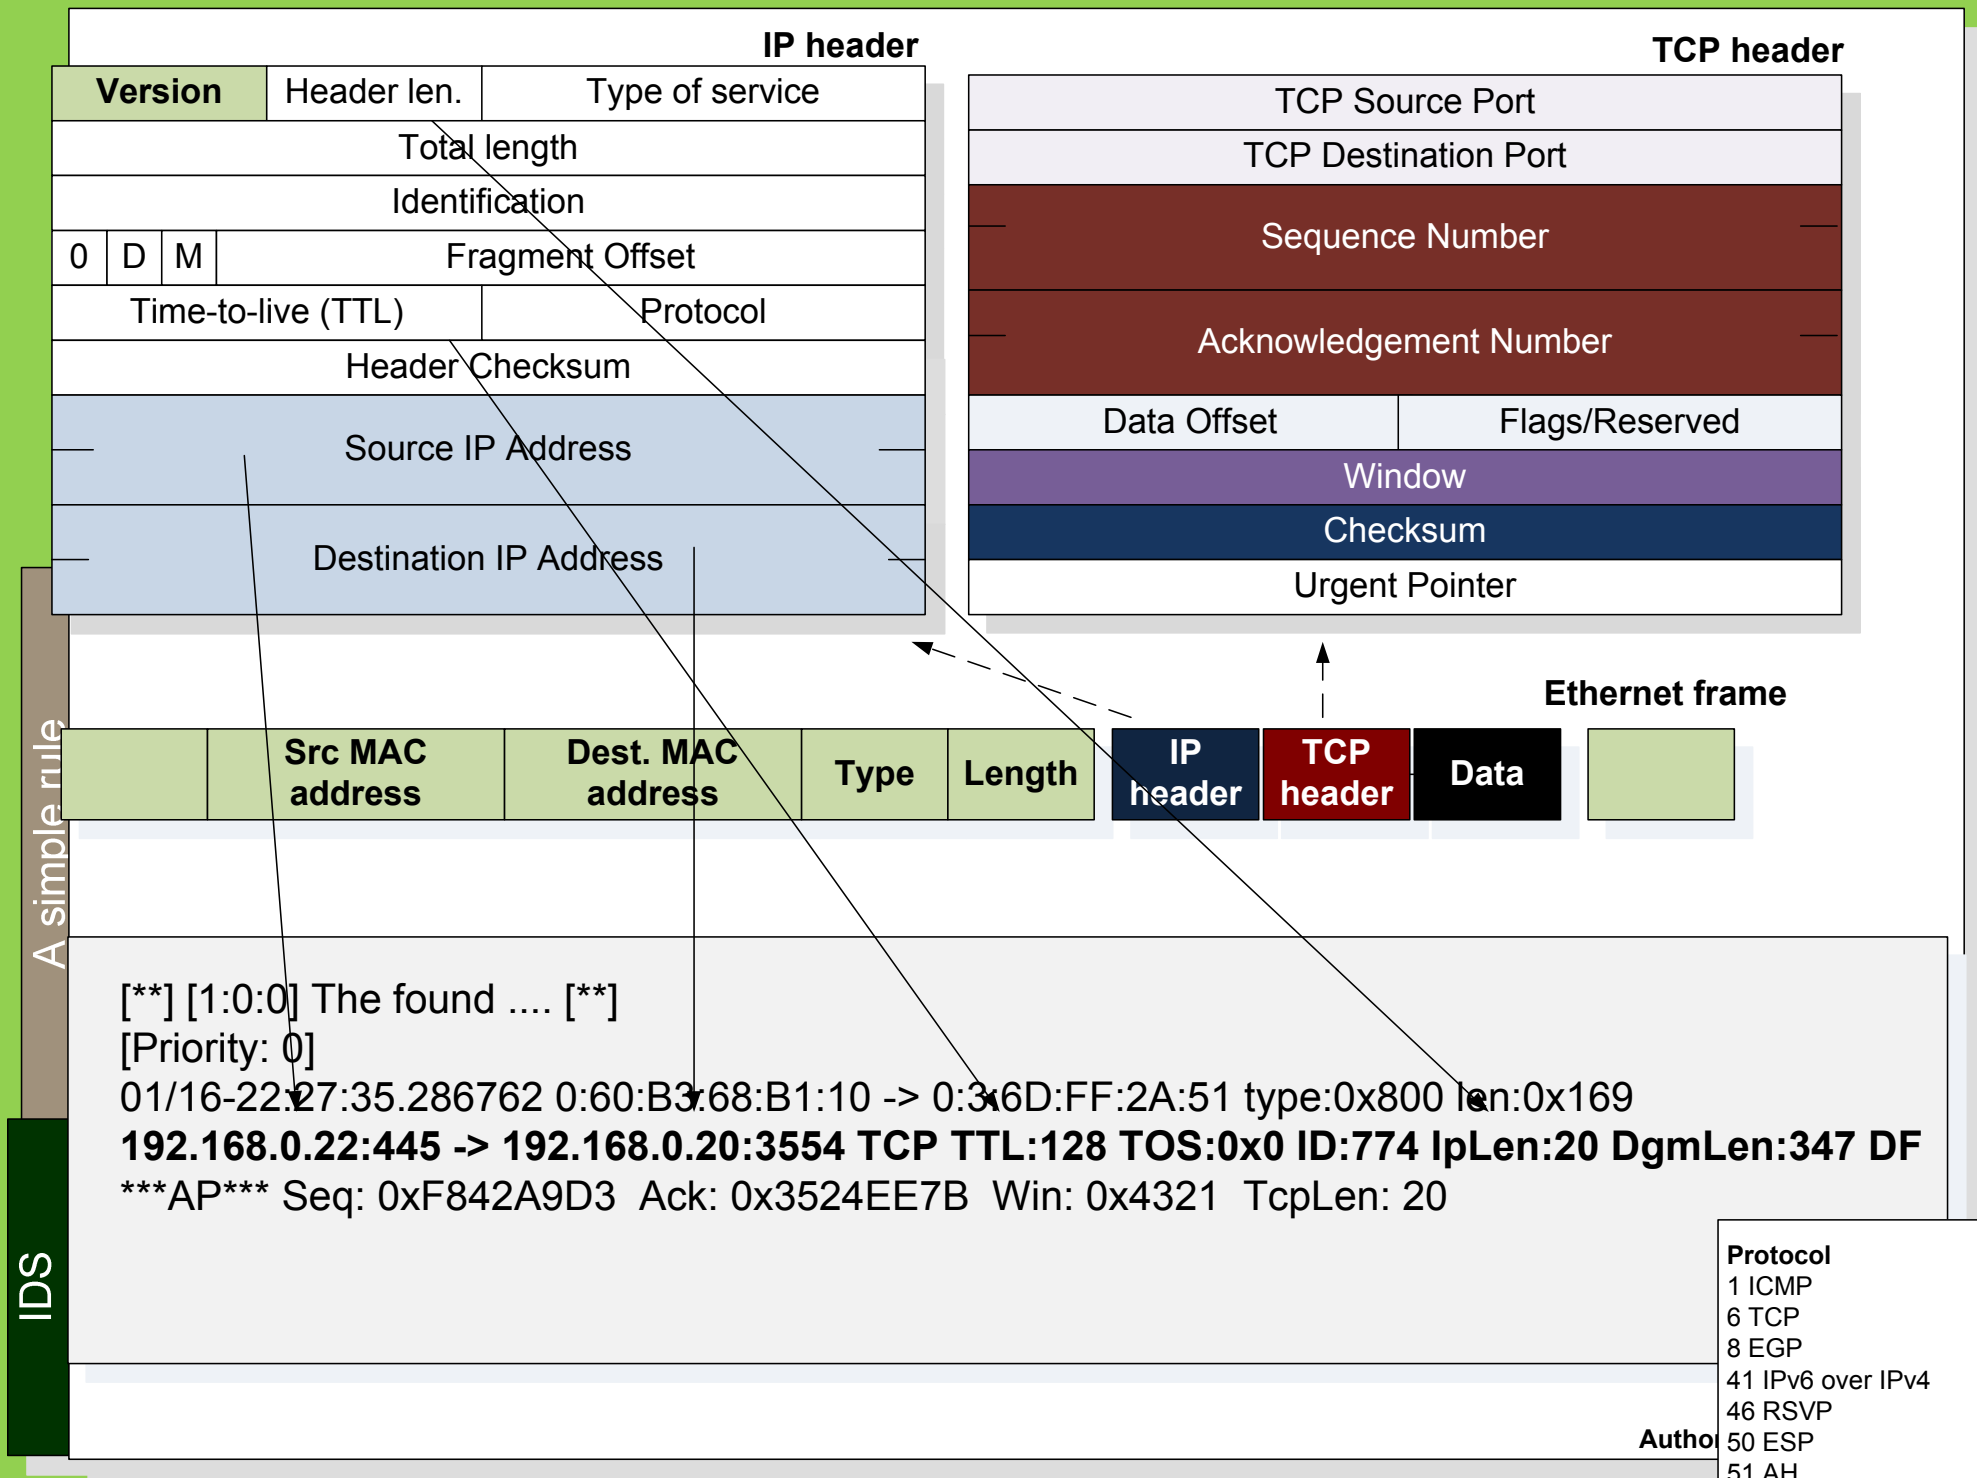 IP header
Version Header len. Type of service
Total length
Identification
0 D M Fragment Offset
Time-to-live (TTL) Protocol
Header Checksum
Source IP Address
Destination IP Address
TCP header
TCP Source Port
TCP Destination Port
Sequence Number
Acknowledgement Number
Data Offset Flags/Reserved
Window
Checksum
Urgent Pointer
Ethernet frame
Src MAC
address
Dest. MAC
address
Type
Length
IP
header
TCP
header
Data
A simple rule
IDS
[**] [1:0:0] The found .... [**]
[Priority: 0]
01/16-22:27:35.286762 0:60:B3:68:B1:10 -> 0:3:6D:FF:2A:51 type:0x800 len:0x169
192.168.0.22:445 -> 192.168.0.20:3554 TCP TTL:128 TOS:0x0 ID:774 IpLen:20 DgmLen:347 DF
***AP*** Seq: 0xF842A9D3 Ack: 0x3524EE7B Win: 0x4321 TcpLen: 20
Protocol
1 ICMP
6 TCP
8 EGP
41 IPv6 over IPv4
46 RSVP
50 ESP
51 AH